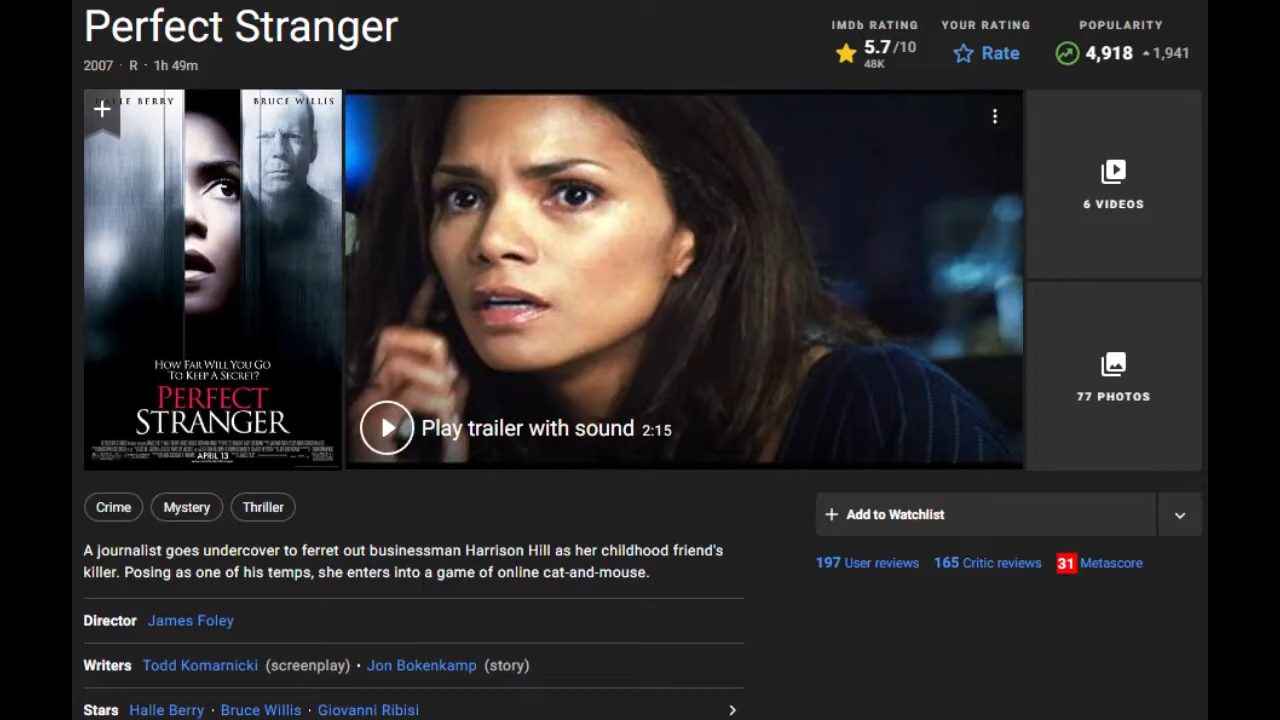 Perfect Stranger
2007 · R · 1h 49m
IMDb RATING
5.7/10
48K
YOUR RATING
Rate
POPULARITY
4,918 1,941
LLE BERRY
BRUCE WILLIS
HOW FAR WILL YOU GO
TO KEEP A SECRET?
PERFECT
STRANGER
APRIL 13
Play trailer with sound 2:15
6 VIDEOS
77 PHOTOS
Crime
Mystery
Thriller
A journalist goes undercover to ferret out businessman Harrison Hill as her childhood friend's
killer. Posing as one of his temps, she enters into a game of online cat-and-mouse.
Director James Foley
Writers Todd Komarnicki (screenplay) · Jon Bokenkamp (story)
Stars Halle Berry · Bruce Willis · Giovanni Ribisi
+ Add to Watchlist
197 User reviews 165 Critic reviews 31 Metascore